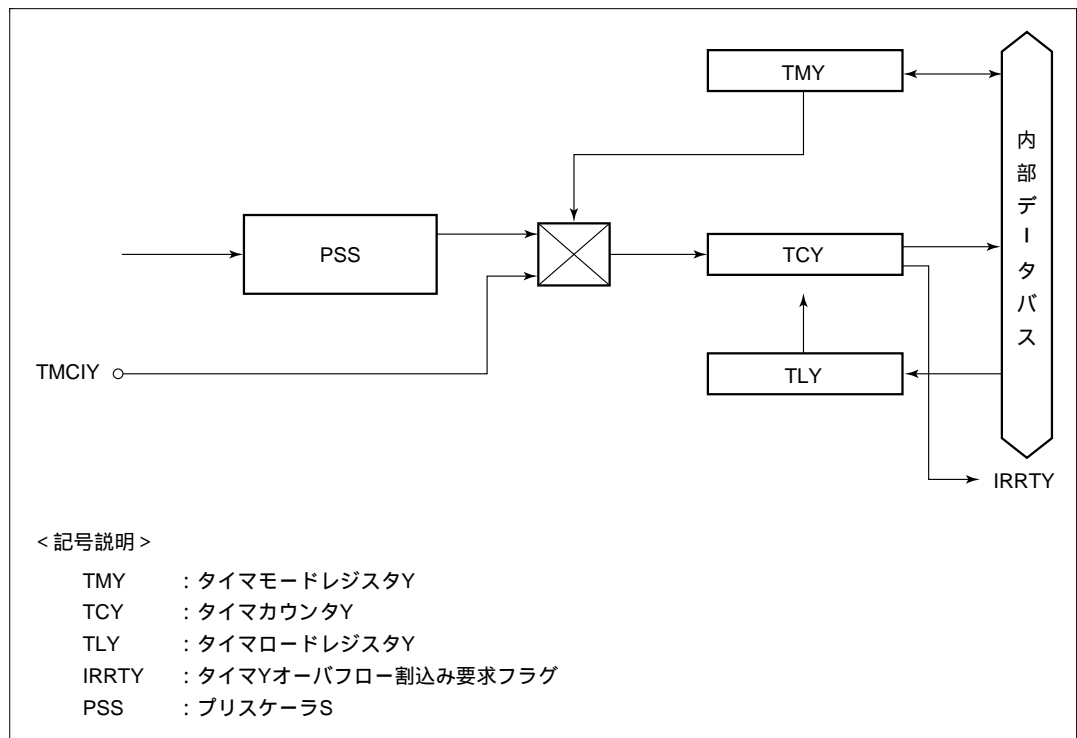 TMY
内部データバス
PSS
TCY
TMCIY
TLY
IRRTY
<記号説明>
TMY :タイマモードレジスタY
TCY :タイマカウンタY
TLY :タイマロードレジスタY
IRRTY :タイマYオーバフロー割込み要求フラグ
PSS :プリスケーラS